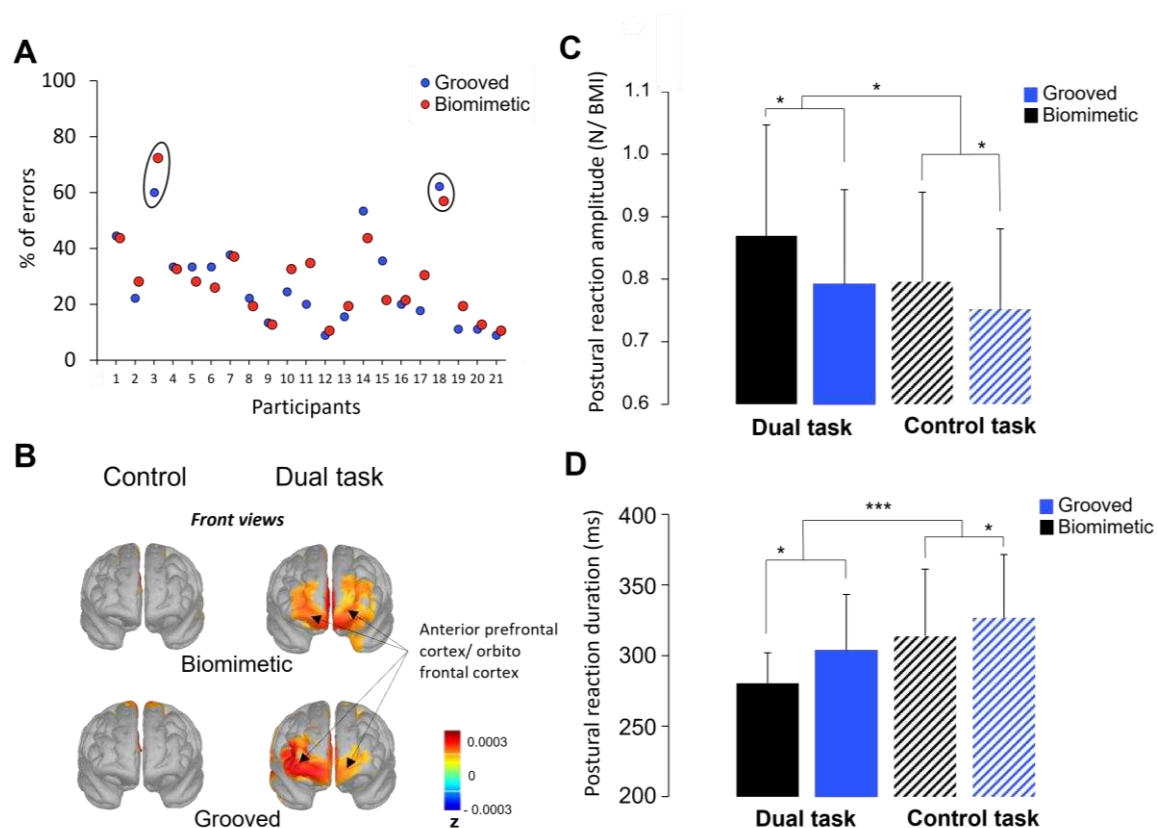 A
% of errors
100
80
60
40
20
0
Grooved
Biomimetic
1 2 3 4 5 6 7 8 9 10 11 12 13 14 15 16 17 18 19 20 21
Participants
B
Control Dual task
Front views
Biomimetic
Anterior prefrontal
cortex/ orbito
frontal cortex
Grooved
0.0003
0
- 0.0003
z
C
Postural reaction amplitude (N/ BMI)
1.1
1.0
0.9
0.8
0.7
0.6
Grooved
Biomimetic
*
*
*
Dual task Control task
D
Postural reaction duration (ms)
400
350
300
250
200
Grooved
Biomimetic
***
*
*
Dual task Control task